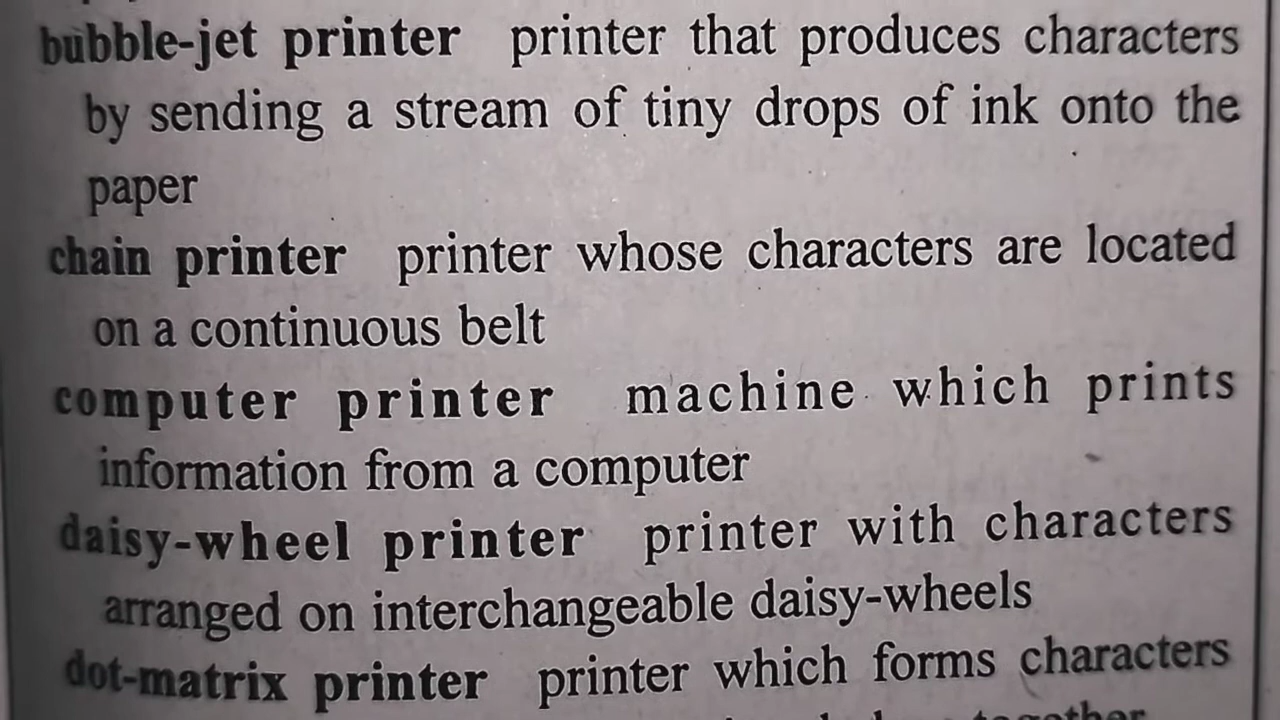 bubble-jet printer printer that produces characters
by sending a stream of tiny drops of ink onto the
paper
chain printer printer whose characters are located
on a continuous belt
computer printer machine which prints
information from a computer
daisy-wheel printer printer with characters
arranged on interchangeable daisy-wheels
dot-matrix printer printer which forms characters
together